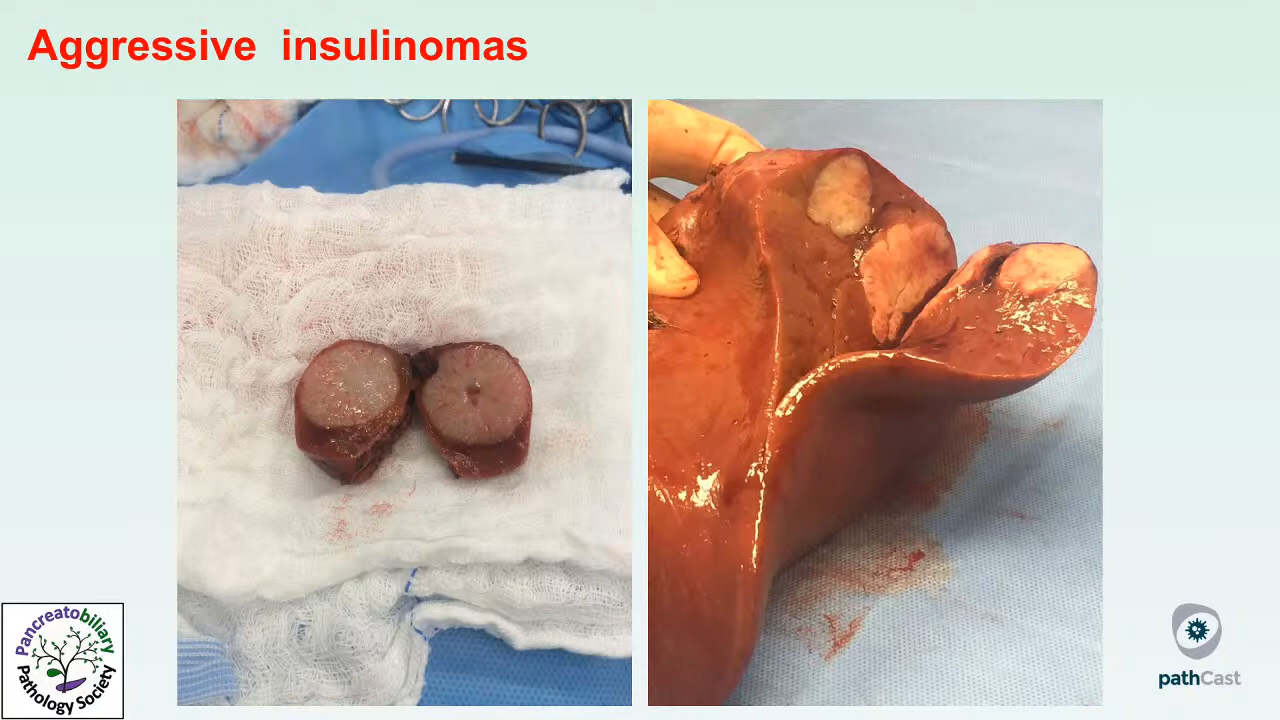 Aggressive insulinomas
Pancreatobiliary
Pathology Society
pathCast